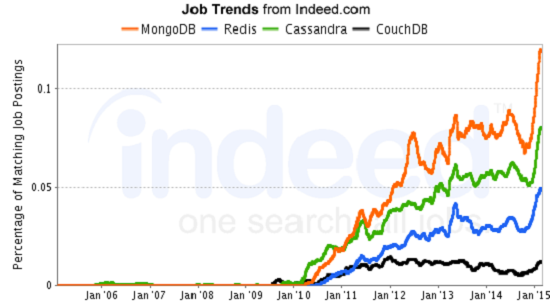 Job Trends from Indeed.com
MongoDB Redis Cassandra CouchDB
Percentage of Matching Job Postings
0.1
0.05
0
indeed
TM
one search. all jobs.
Jan'06 Jan'07 Jan'08 Jan'09 Jan'10 Jan'11 Jan'12 Jan'13 Jan'14 Jan'15